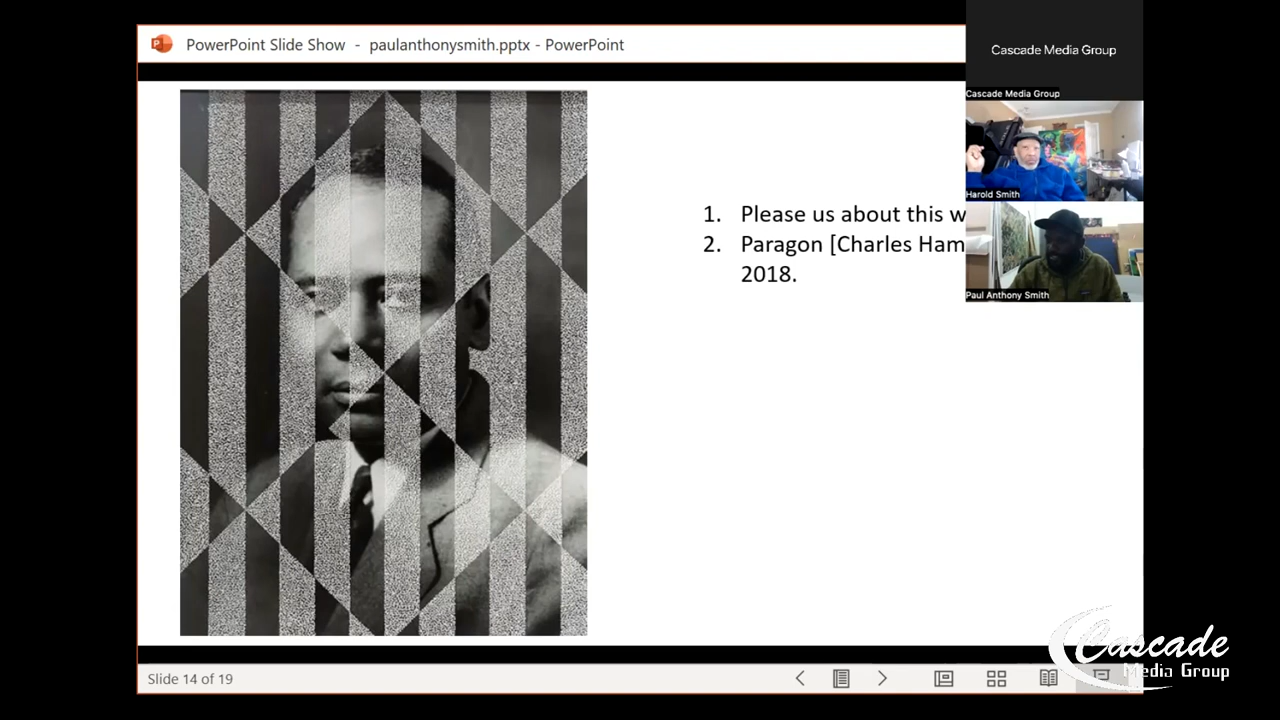 PowerPoint Slide Show - paulanthonysmith.pptx - PowerPoint
Cascade Media Group
Cascade Media Group
Harold Smith
1. Please us about this w
Paul Anthony Smith
2. Paragon [Charles Ham
2018.
Cascade
Media Group
Slide 14 of 19